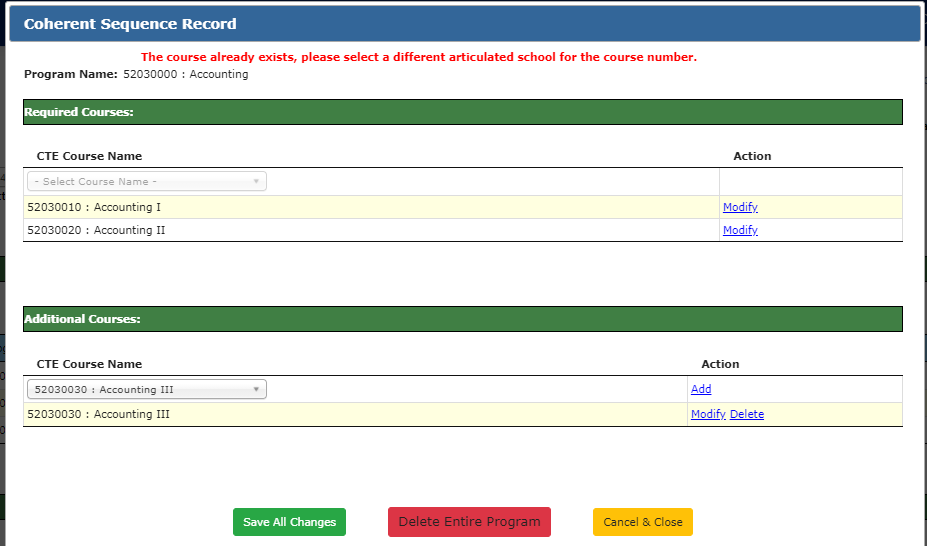 Coherent Sequence Record
The course already exists, please select a different articulated school for the course number.
Program Name: 52030000 : Accounting
Required Courses:
CTE Course Name Action
- Select Course Name -
52030010 : Accounting I Modify
52030020 : Accounting II Modify
Additional Courses:
CTE Course Name Action
52030030 : Accounting III Add
52030030 : Accounting III Modify Delete
Save All Changes Delete Entire Program Cancel & Close